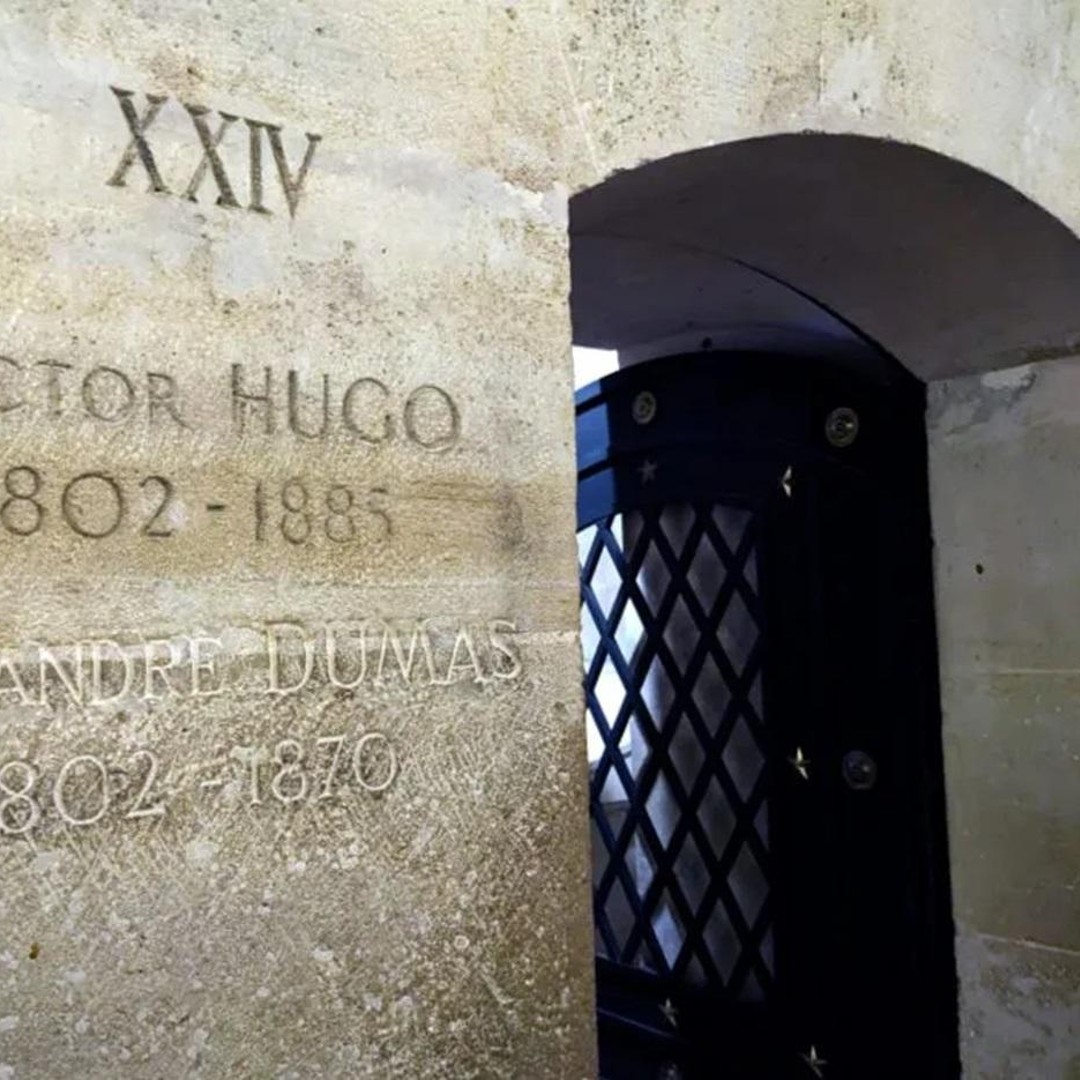 XXIV
CTOR HUGO
802 - 1885
ANDRE DUMAS
802 - 1870